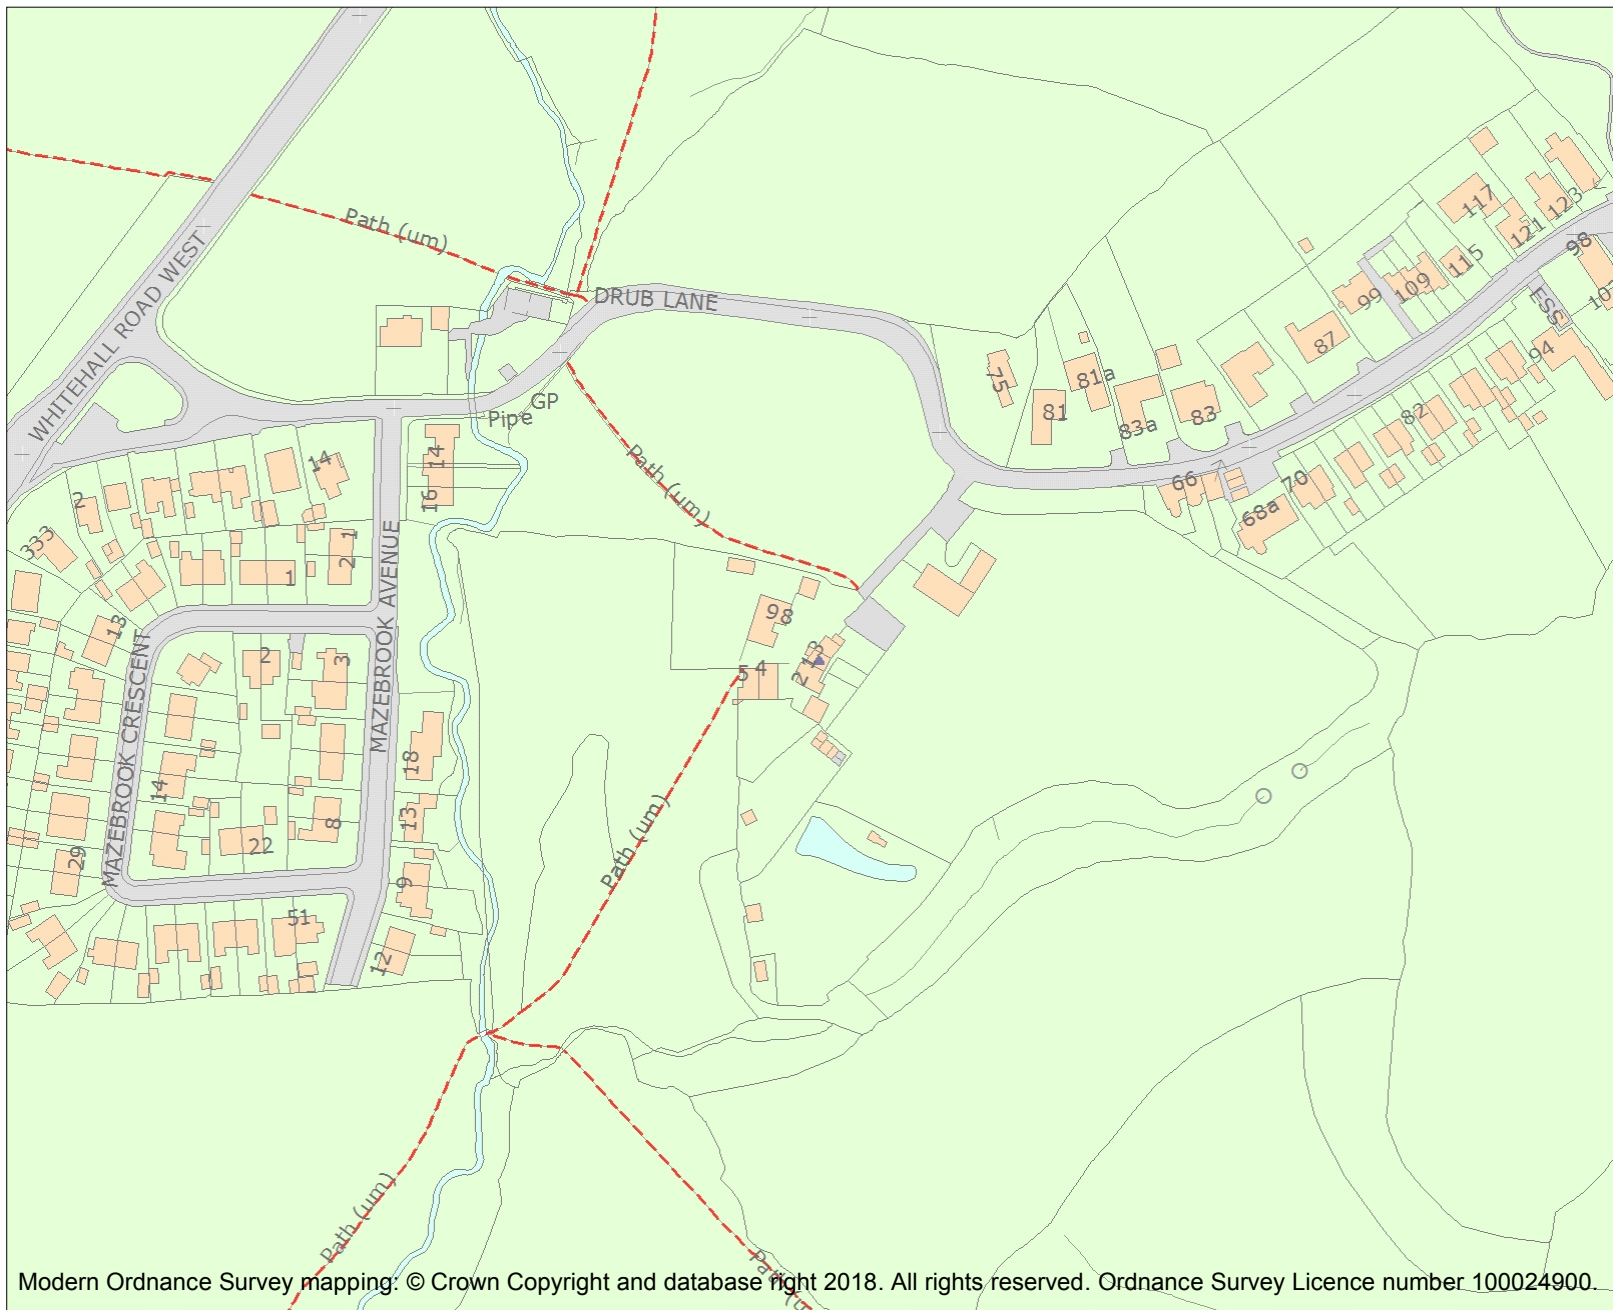 117
123
121
98
Path (um)
115
WHITEHALL ROAD WEST
DRUB LANE
99
109
ESS
87
94
75
81a
81
GP
Pipe
83a
83
82
14
14
Path (um)
66
70
68a
16
2
333
1
2
1
MAZEBROOK AVENUE
98
13
13
2
3
5 4
2
MAZEBROOK CRESCENT
18
14
13
8
22
Path (um)
29
9
51
12
Path (um)
Modern Ordnance Survey mapping: © Crown Copyright and database right 2018. All rights reserved. Ordnance Survey Licence number 100024900.